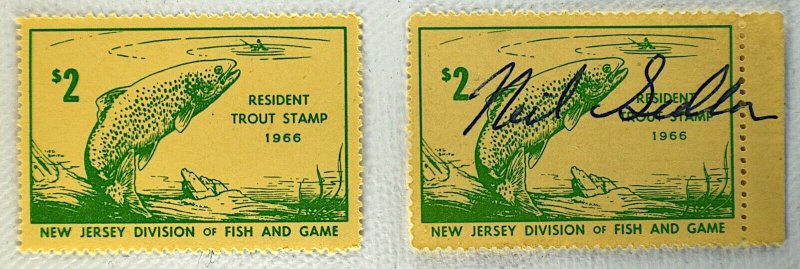 $2
RESIDENT
TROUT STAMP
1966
NEW JERSEY DIVISION OF FISH AND GAME
$2
Neil
RESIDENT
TROUT STAMP
1966
NEW JERSEY DIVISION OF FISH AND GAME